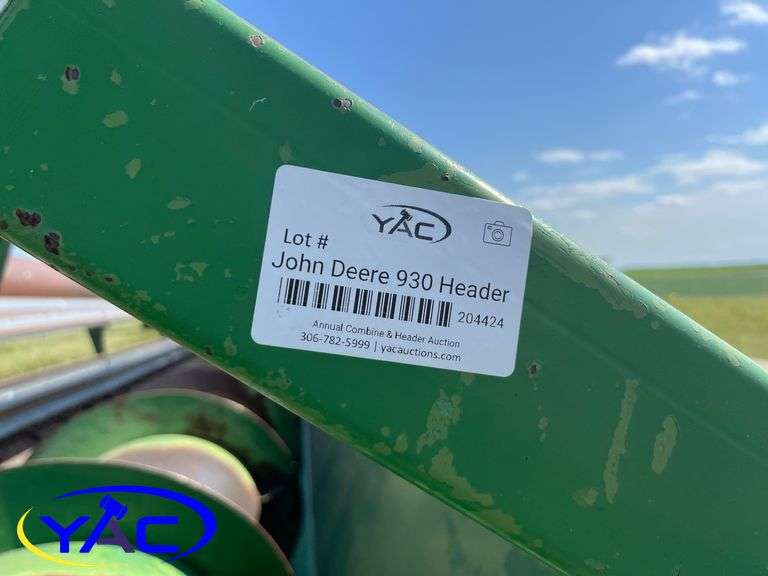 YAC
Lot #
John Deere 930 Header
204424
Annual Combine & Header Auction
306-782-5999 | yacauctions.com
YAC